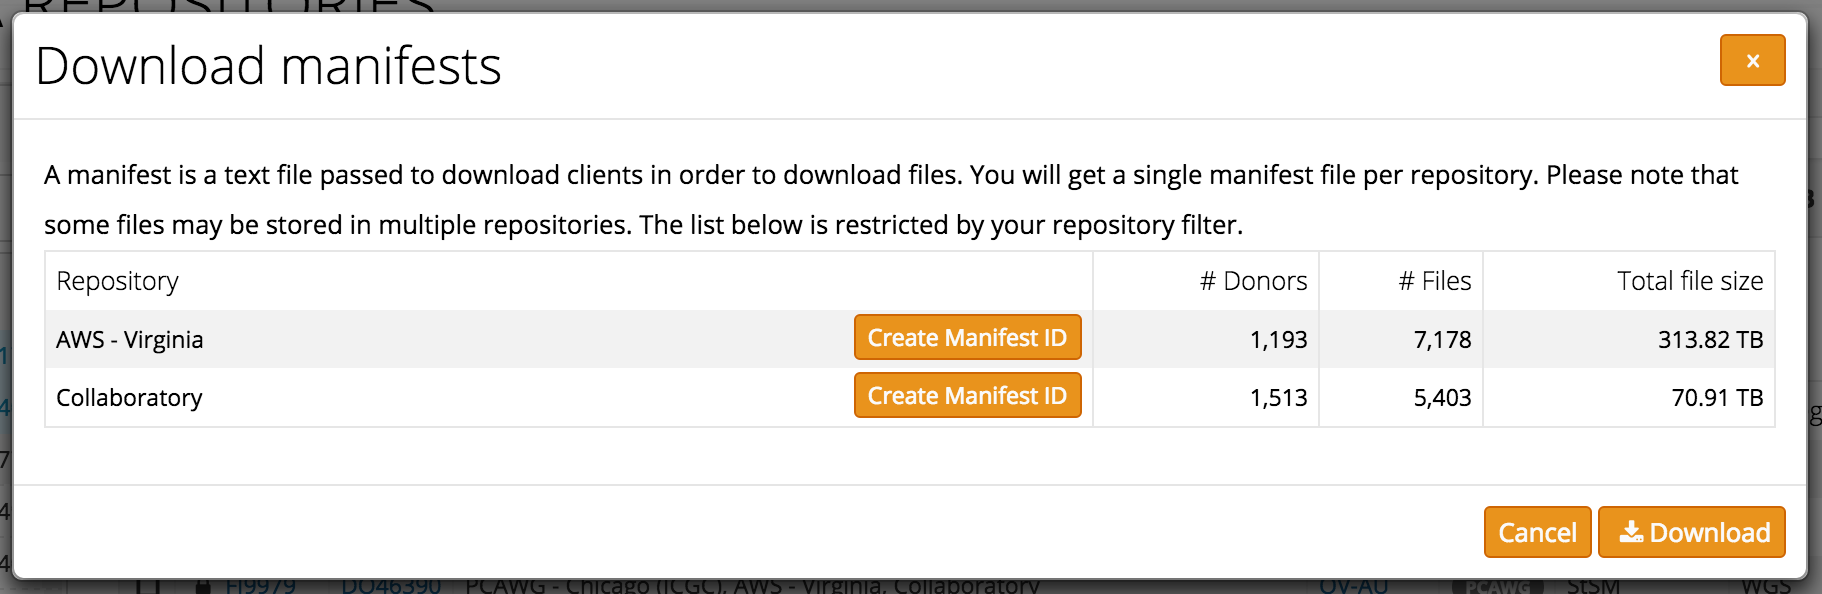 REPOSITORIES
Download manifests
×
A manifest is a text file passed to download clients in order to download files. You will get a single manifest file per repository. Please note that
some files may be stored in multiple repositories. The list below is restricted by your repository filter.
Repository # Donors # Files Total file size
AWS - Virginia Create Manifest ID 1,193 7,178 313.82 TB
Collaboratory Create Manifest ID 1,513 5,403 70.91 TB
Cancel Download
FI9979 DO46390 PCAWG - Chicago (ICGC), AWS - Virginia, Collaboratory OV-AU PCAWG StSM WGS